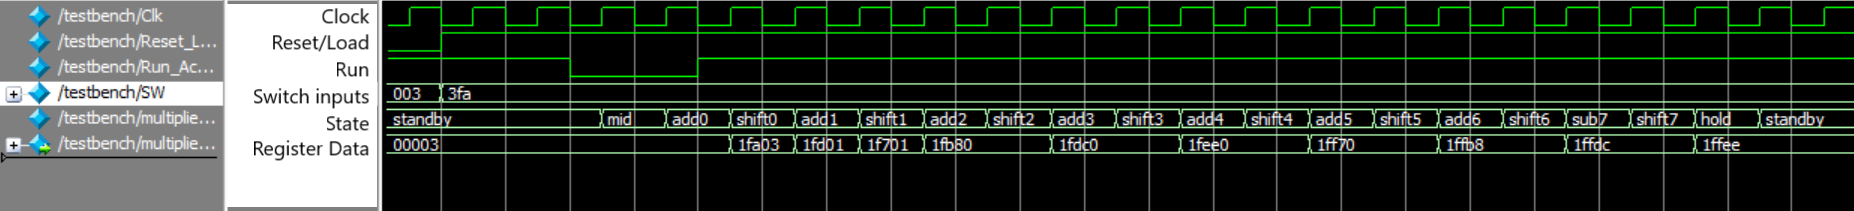 /testbench/Clk Clock
/testbench/Reset_L... Reset/Load
/testbench/Run_Ac... Run
/testbench/SW Switch inputs 003 3fa
/testbench/multiplie... State standby mid add0 shift0 add1 shift1 add2 shift2 add3 shift3 add4 shift4 add5 shift5 add6 shift6 sub7 shift7 hold standby
/testbench/multiplie... Register Data 00003 1fa03 1fd01 1f701 1fb80 1fdc0 1fee0 1ff70 1ffb8 1ffdc 1ffee